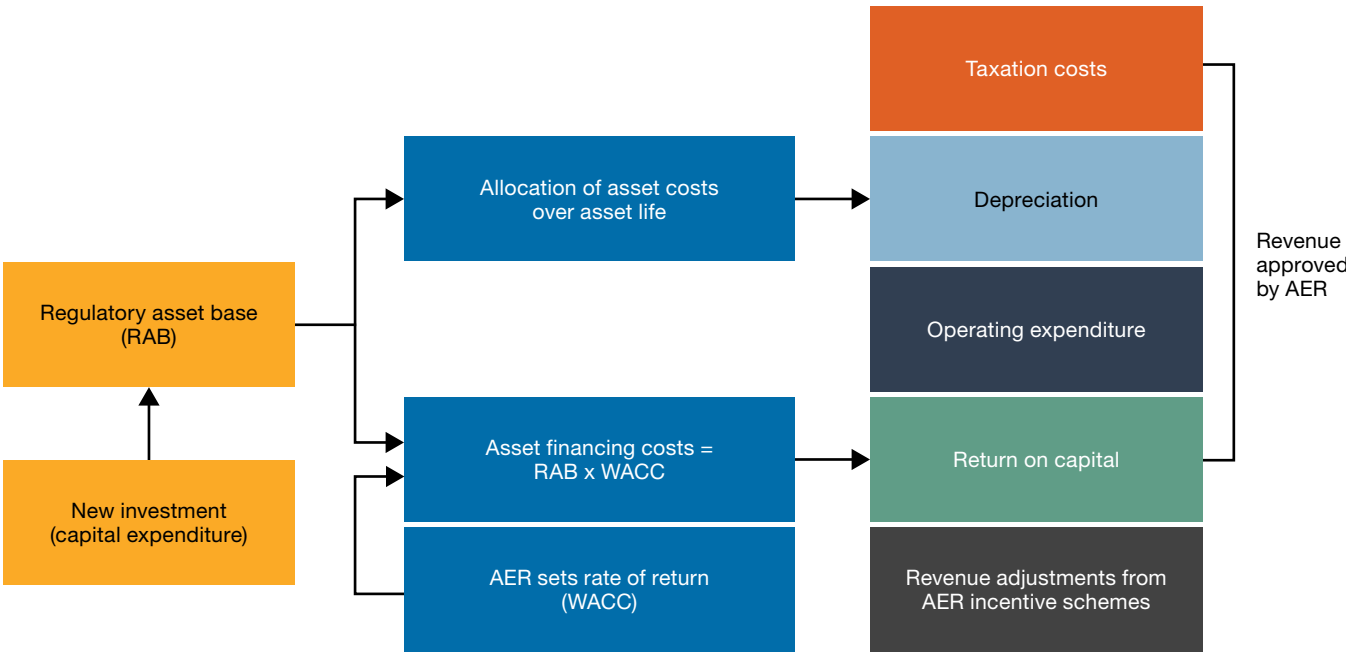 Taxation costs
Allocation of asset costs
over asset life
Depreciation
Revenue
approved
by AER
Regulatory asset base
(RAB)
Operating expenditure
Asset financing costs =
RAB x WACC
Return on capital
New investment
(capital expenditure)
AER sets rate of return
(WACC)
Revenue adjustments from
AER incentive schemes